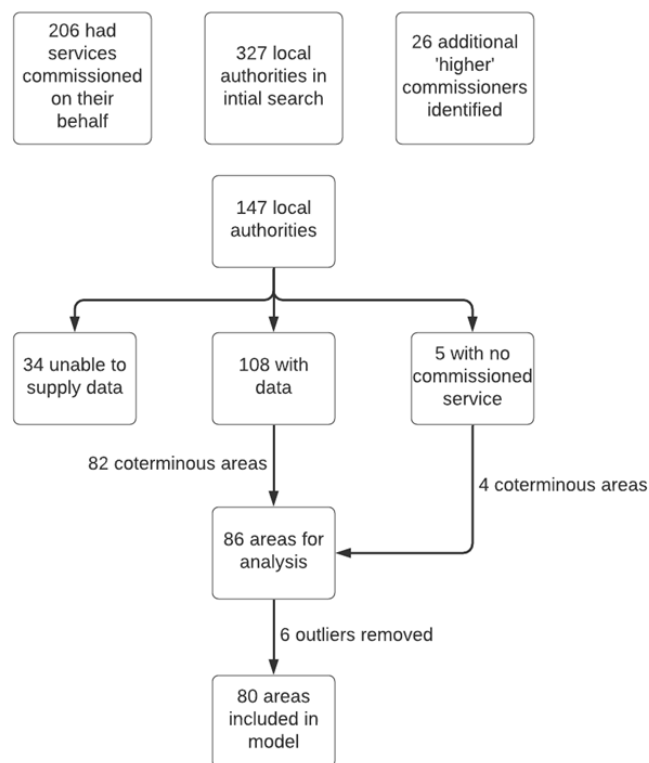 206 had
services
commissioned
on their
behalf
327 local
authorities in
intial search
26 additional
'higher'
commissioners
identified
147 local
authorities
34 unable to
supply data
108 with
data
5 with no
commissioned
service
82 coterminous areas
4 coterminous areas
86 areas for
analysis
6 outliers removed
80 areas
included in
model